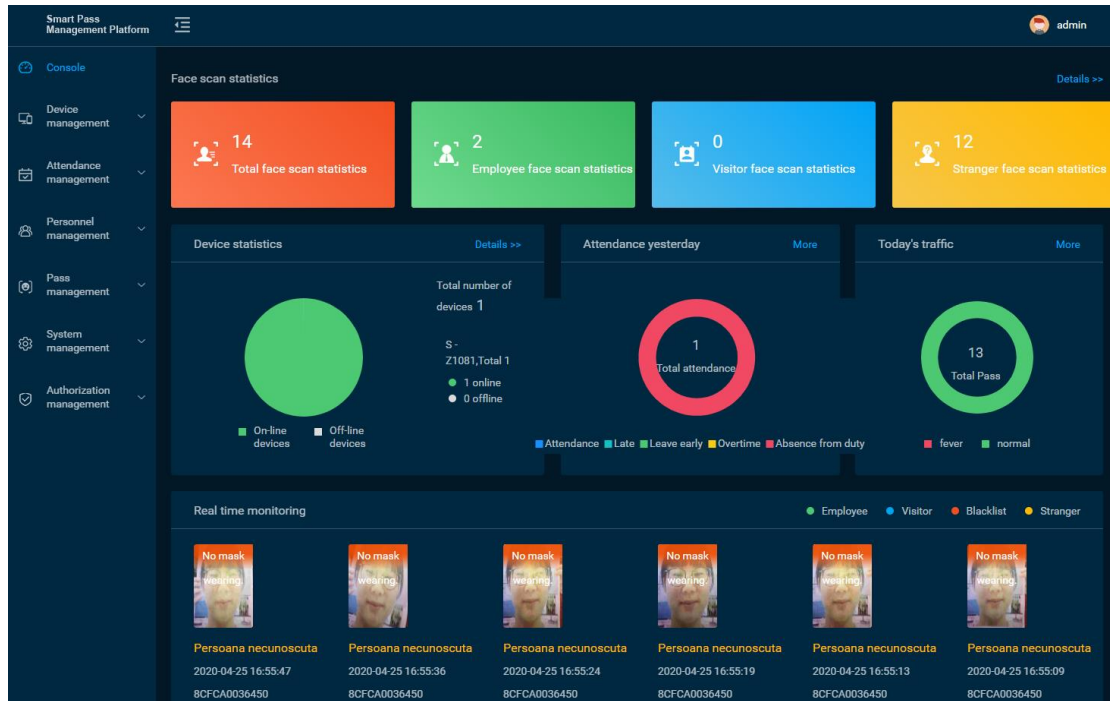 Smart Pass
Management Platform
admin
Console
Device
management
Attendance
management
Personnel
management
Pass
management
System
management
Authorization
management
Face scan statistics
Details >>
14
Total face scan statistics
2
Employee face scan statistics
0
Visitor face scan statistics
12
Stranger face scan statistics
Device statistics
Details >>
Total number of
devices 1
S -
Z1081,Total 1
1 online
0 offline
On-line
devices
Off-line
devices
Attendance yesterday
More
1
Total attendance
Attendance Late Leave early Overtime Absence from duty
Today's traffic
More
13
Total Pass
fever normal
Real time monitoring
Employee Visitor Blacklist Stranger
No mask
wearing.
Persoana necunoscuta
2020-04-25 16:55:47
8CFCA0036450
No mask
wearing.
Persoana necunoscuta
2020-04-25 16:55:36
8CFCA0036450
No mask
wearing.
Persoana necunoscuta
2020-04-25 16:55:24
8CFCA0036450
No mask
wearing.
Persoana necunoscuta
2020-04-25 16:55:19
8CFCA0036450
No mask
wearing.
Persoana necunoscuta
2020-04-25 16:55:13
8CFCA0036450
No mask
wearing.
Persoana necunoscuta
2020-04-25 16:55:09
8CFCA0036450